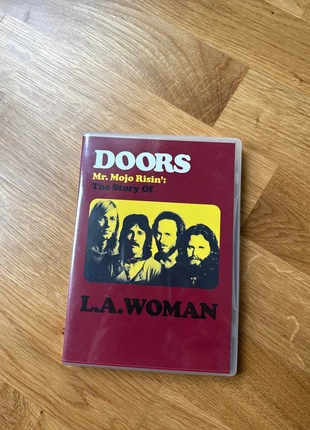 DOORS
Mr. Mojo Risin':
The Story Of
L.A. WOMAN